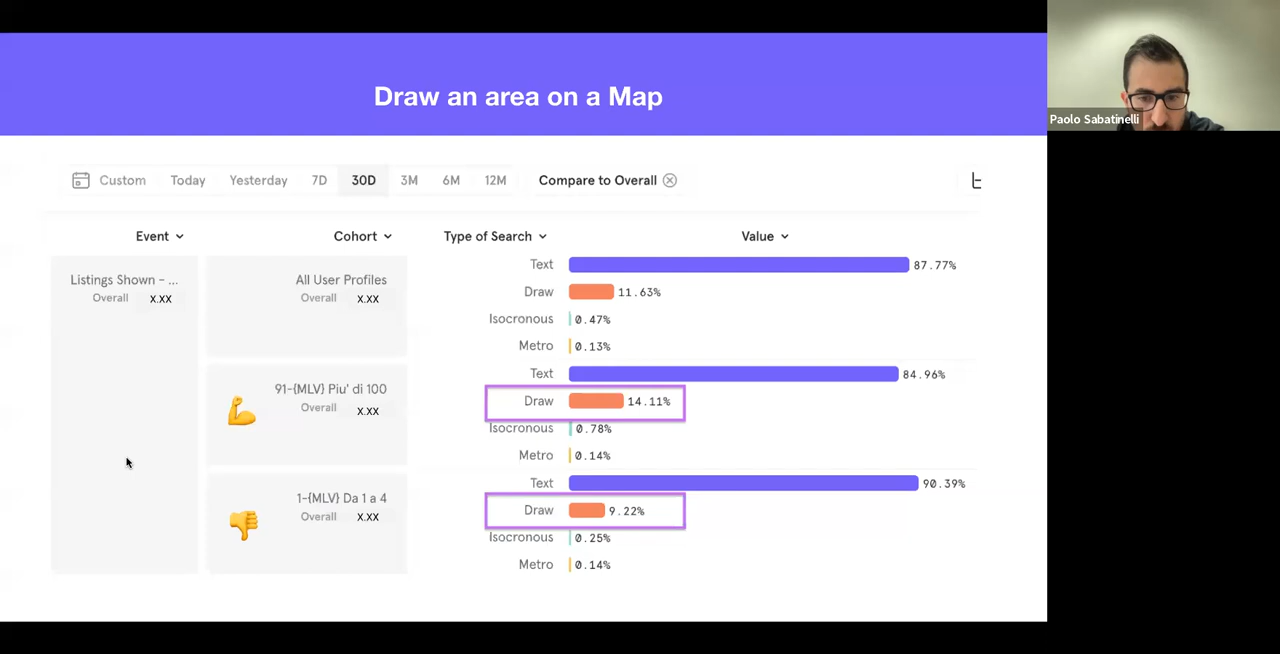 Draw an area on a Map
Paolo Sabatinelli
Custom Today Yesterday 7D 30D 3M 6M 12M Compare to Overall
Event Cohort Type of Search Value
Listings Shown - ...
Overall X.XX
All User Profiles
Overall X.XX
Text 87.77%
Draw 11.63%
Isocronous 0.47%
Metro 0.13%
91-{MLV} Piu' di 100
Overall X.XX
Text 84.96%
Draw 14.11%
Isocronous 0.78%
Metro 0.14%
1-{MLV} Da 1 a 4
Overall X.XX
Text 90.39%
Draw 9.22%
Isocronous 0.25%
Metro 0.14%